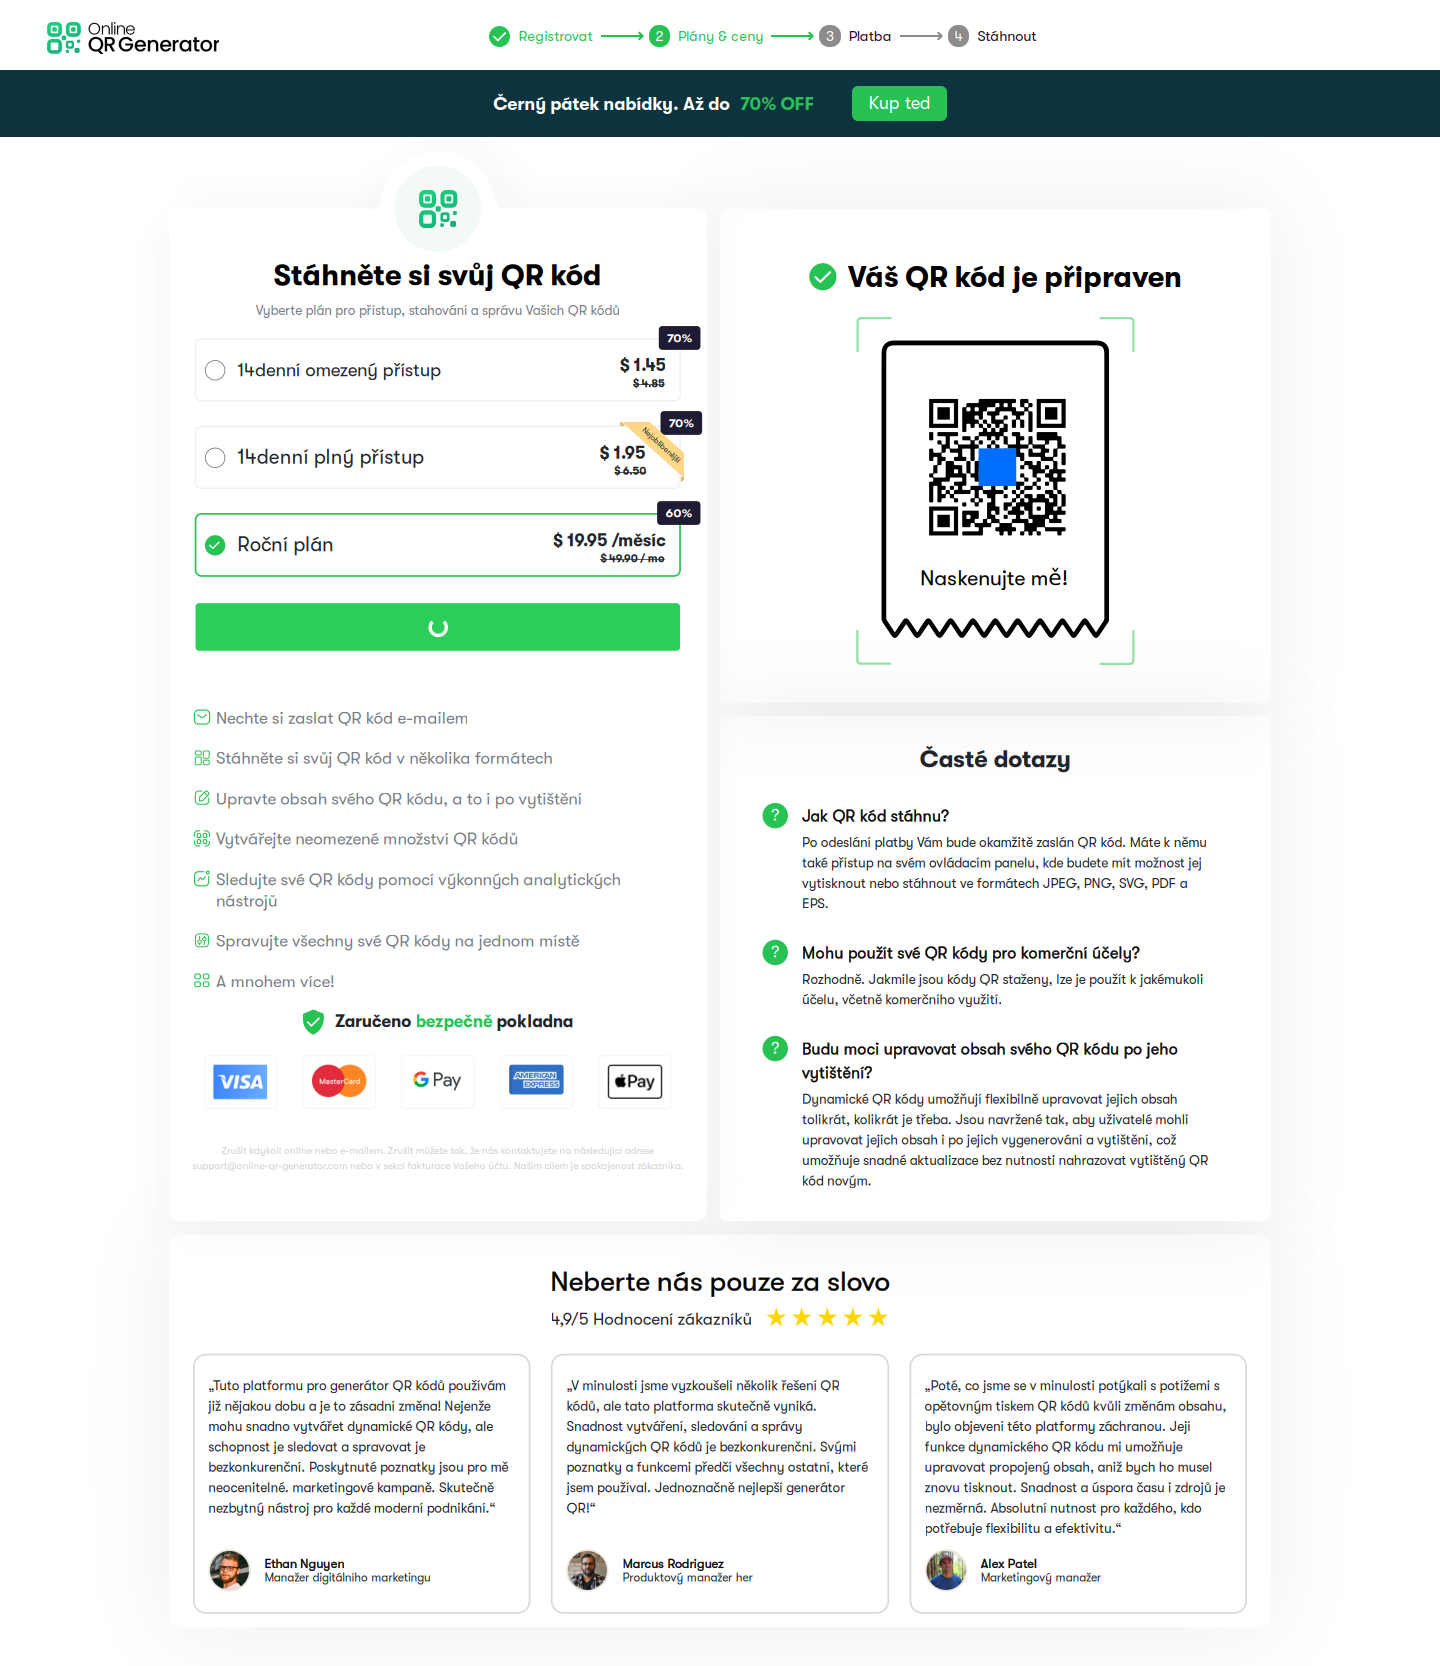 Online
QR Generator
Registrovat
2 Plány & ceny
3 Platba
4 Stáhnout
Černý pátek nabídky. Až do 70% OFF
Kup ted
Stáhněte si svůj QR kód
Vyberte plán pro přístup, stahování a správu Vašich QR kódů
70%
14denní omezený přístup
$ 1.45
$ 4.85
70%
Nejoblíbenější
14denní plný přístup
$ 1.95
$ 6.50
60%
Roční plán
$ 19.95 /měsíc
$ 49.90 / mo
Nechte si zaslat QR kód e-mailem
Stáhněte si svůj QR kód v několika formátech
Upravte obsah svého QR kódu, a to i po vytištění
Vytvářejte neomezené množství QR kódů
Sledujte své QR kódy pomocí výkonných analytických
nástrojů
Spravujte všechny své QR kódy na jednom místě
A mnohem více!
Zaručeno bezpečně pokladna
VISA
MasterCard
G Pay
AMERICAN EXPRESS
Pay
Zrušit kdykoli online nebo e-mailem. Zrušit můžete tak, že nás kontaktujete na následující adrese
support@online-qr-generator.com nebo v sekci fakturace Vašeho účtu. Naším cílem je spokojenost zákazníka.
Váš QR kód je připraven
Naskenujte mě!
Časté dotazy
? Jak QR kód stáhnu?
Po odeslání platby Vám bude okamžitě zaslán QR kód. Máte k němu
také přístup na svém ovládacím panelu, kde budete mít možnost jej
vytisknout nebo stáhnout ve formátech JPEG, PNG, SVG, PDF a
EPS.
? Mohu použít své QR kódy pro komerční účely?
Rozhodně. Jakmile jsou kódy QR staženy, lze je použít k jakémukoli
účelu, včetně komerčního využití.
? Budu moci upravovat obsah svého QR kódu po jeho
vytištění?
Dynamické QR kódy umožňují flexibilně upravovat jejich obsah
tolikrát, kolikrát je třeba. Jsou navržené tak, aby uživatelé mohli
upravovat jejich obsah i po jejich vygenerování a vytištění, což
umožňuje snadné aktualizace bez nutnosti nahrazovat vytištěný QR
kód novým.
Neberte nás pouze za slovo
4,9/5 Hodnocení zákazníků
„Tuto platformu pro generátor QR kódů používám
již nějakou dobu a je to zásadní změna! Nejenže
mohu snadno vytvářet dynamické QR kódy, ale
schopnost je sledovat a spravovat je
bezkonkurenční. Poskytnuté poznatky jsou pro mě
neocenitelné. marketingové kampaně. Skutečně
nezbytný nástroj pro každé moderní podnikání.“
Ethan Nguyen
Manažer digitálního marketingu
„V minulosti jsme vyzkoušeli několik řešení QR
kódů, ale tato platforma skutečně vyniká.
Snadnost vytváření, sledování a správy
dynamických QR kódů je bezkonkurenční. Svými
poznatky a funkcemi předčí všechny ostatní, které
jsem používal. Jednoznačně nejlepší generátor
QR!“
Marcus Rodriguez
Produktový manažer her
„Poté, co jsme se v minulosti potýkali s potížemi s
opětovným tiskem QR kódů kvůli změnám obsahu,
bylo objevení této platformy záchranou. Její
funkce dynamického QR kódu mi umožňuje
upravovat propojený obsah, aniž bych ho musel
znovu tisknout. Snadnost a úspora času i zdrojů je
nezměrná. Absolutní nutnost pro každého, kdo
potřebuje flexibilitu a efektivitu.“
Alex Patel
Marketingový manažer